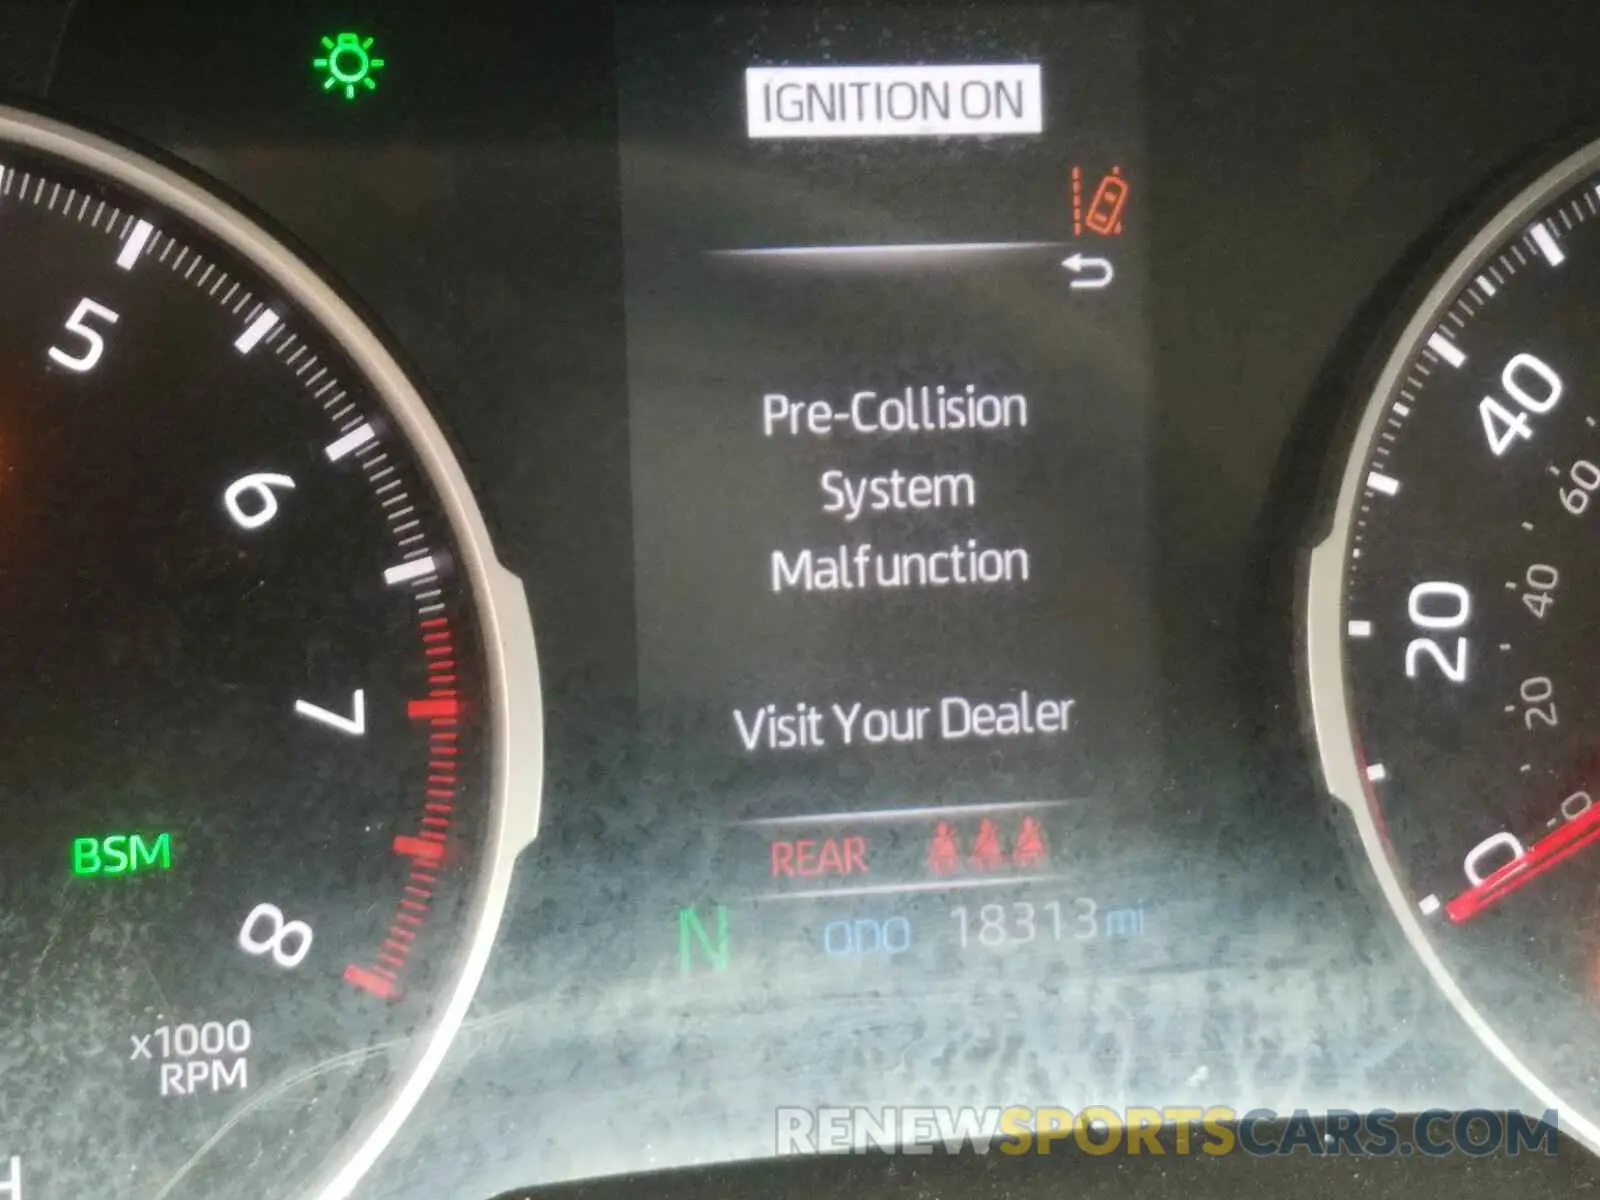 IGNITION ON
Pre-Collision
System
Malfunction
Visit Your Dealer
REAR
N ODO 18313 mi
5
6
7
8
BSM
x1000
RPM
40
60
20
40
20
0
0
RENEWSPORTSCARS.COM